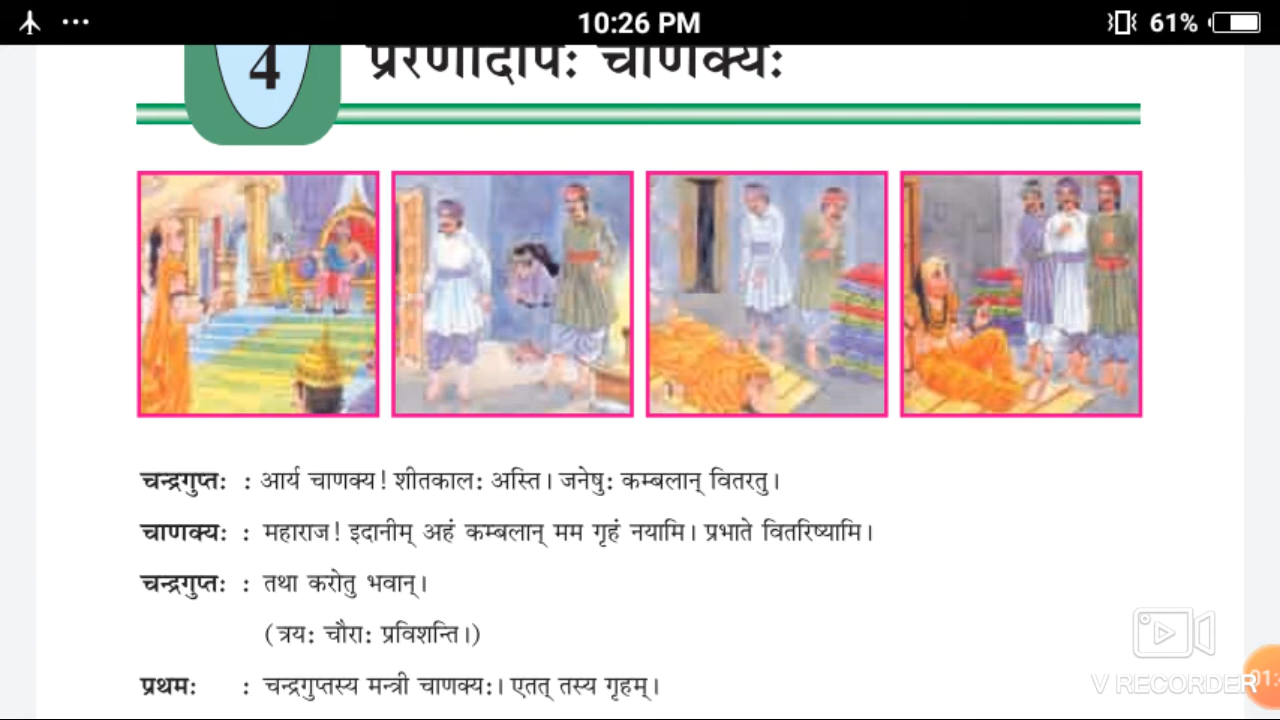 10:26 PM
61%
4 प्रेरणादीपः चाणक्यः
चन्द्रगुप्तः : आर्य चाणक्य! शीतकालः अस्ति। जनेषुः कम्बलान् वितरतु।
चाणक्यः : महाराज! इदानीम् अहं कम्बलान् मम गृहं नयामि। प्रभाते वितरिष्यामि।
चन्द्रगुप्तः : तथा करोतु भवान्।
(त्रयः चौराः प्रविशन्ति।)
प्रथमः : चन्द्रगुप्तस्य मन्त्री चाणक्यः। एतत् तस्य गृहम्।
V RECORDER